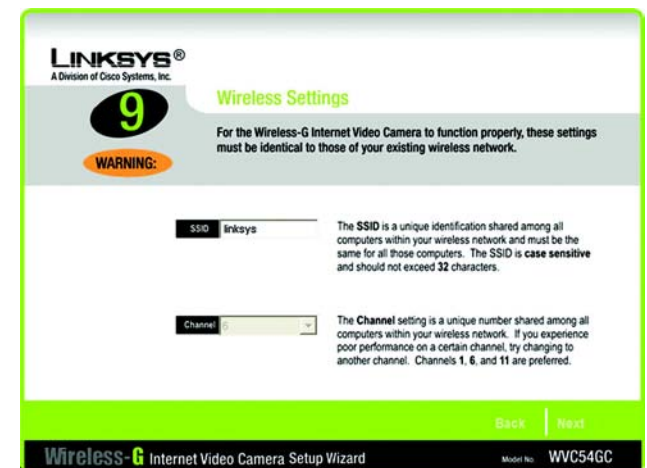 LINKSYS®
A Division of Cisco Systems, Inc.
9
WARNING:
Wireless Settings
For the Wireless-G Internet Video Camera to function properly, these settings
must be identical to those of your existing wireless network.
SSID linksys
The SSID is a unique identification shared among all
computers within your wireless network and must be the
same for all those computers. The SSID is case sensitive
and should not exceed 32 characters.
Channel 6
The Channel setting is a unique number shared among all
computers within your wireless network. If you experience
poor performance on a certain channel, try changing to
another channel. Channels 1, 6, and 11 are preferred.
Back Next
Wireless-G Internet Video Camera Setup Wizard Model No. WVC54GC